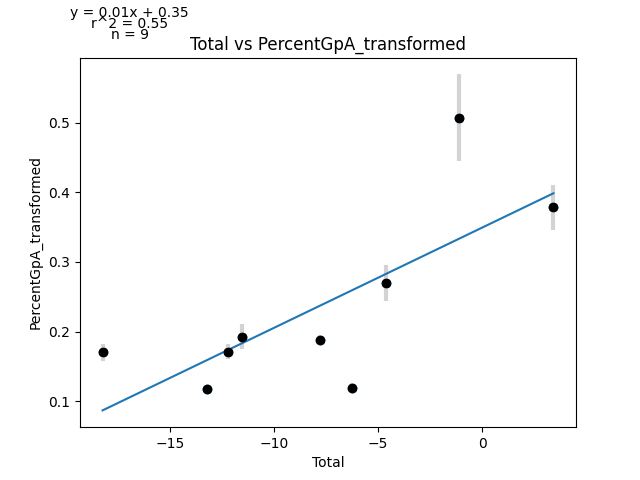 y = 0.01x + 0.35
r^2 = 0.55
n = 9
Total vs PercentGpA_transformed
PercentGpA_transformed
0.5
0.4
0.3
0.2
0.1
−15
−10
−5
0
Total